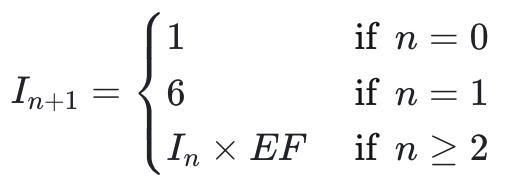 1 if n = 0
I_{n+1} = { 6 if n = 1
I_n × EF if n ≥ 2